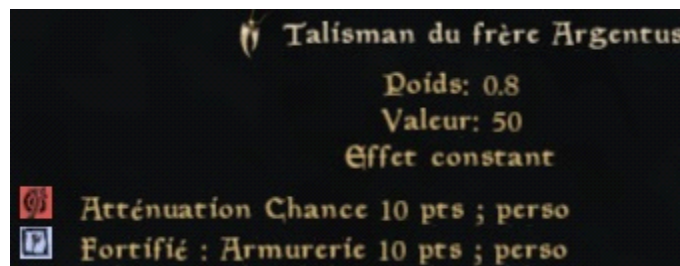 Talisman du frère Argentus
Poids: 0.8
Valeur: 50
Effet constant
Atténuation Chance 10 pts ; perso
Fortifié : Armurerie 10 pts ; perso